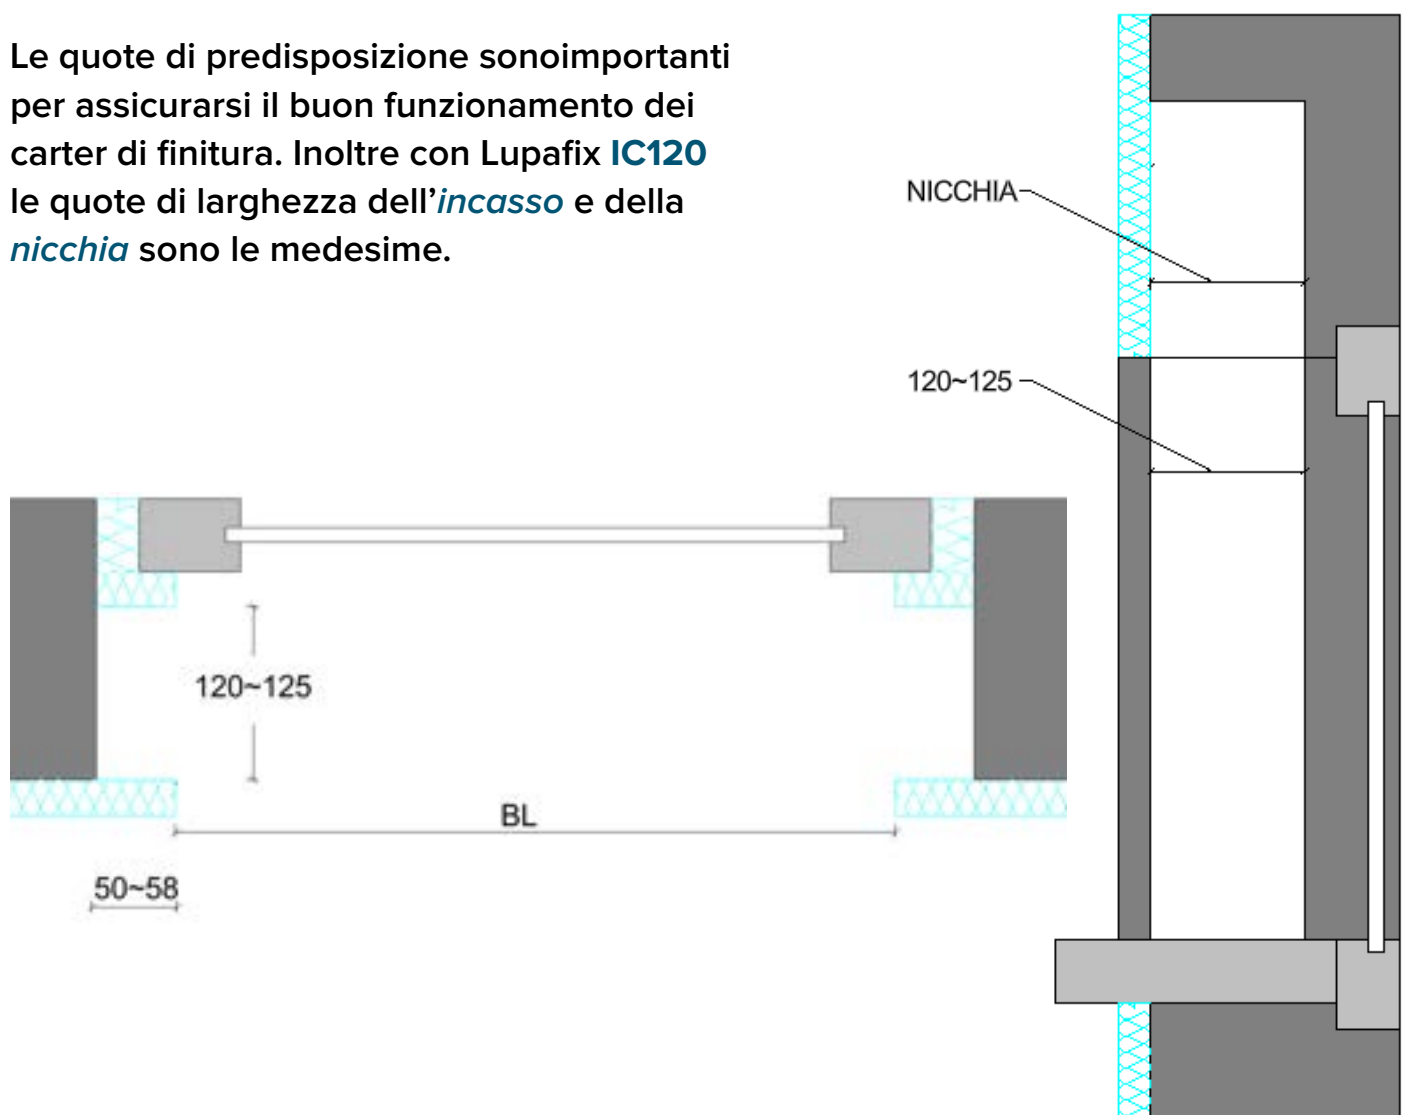 Le quote di predisposizione sonoimportanti
per assicurarsi il buon funzionamento dei
carter di finitura. Inoltre con Lupafix IC120
le quote di larghezza dell’incasso e della
nicchia sono le medesime.
NICCHIA
120~125
120~125
BL
50~58